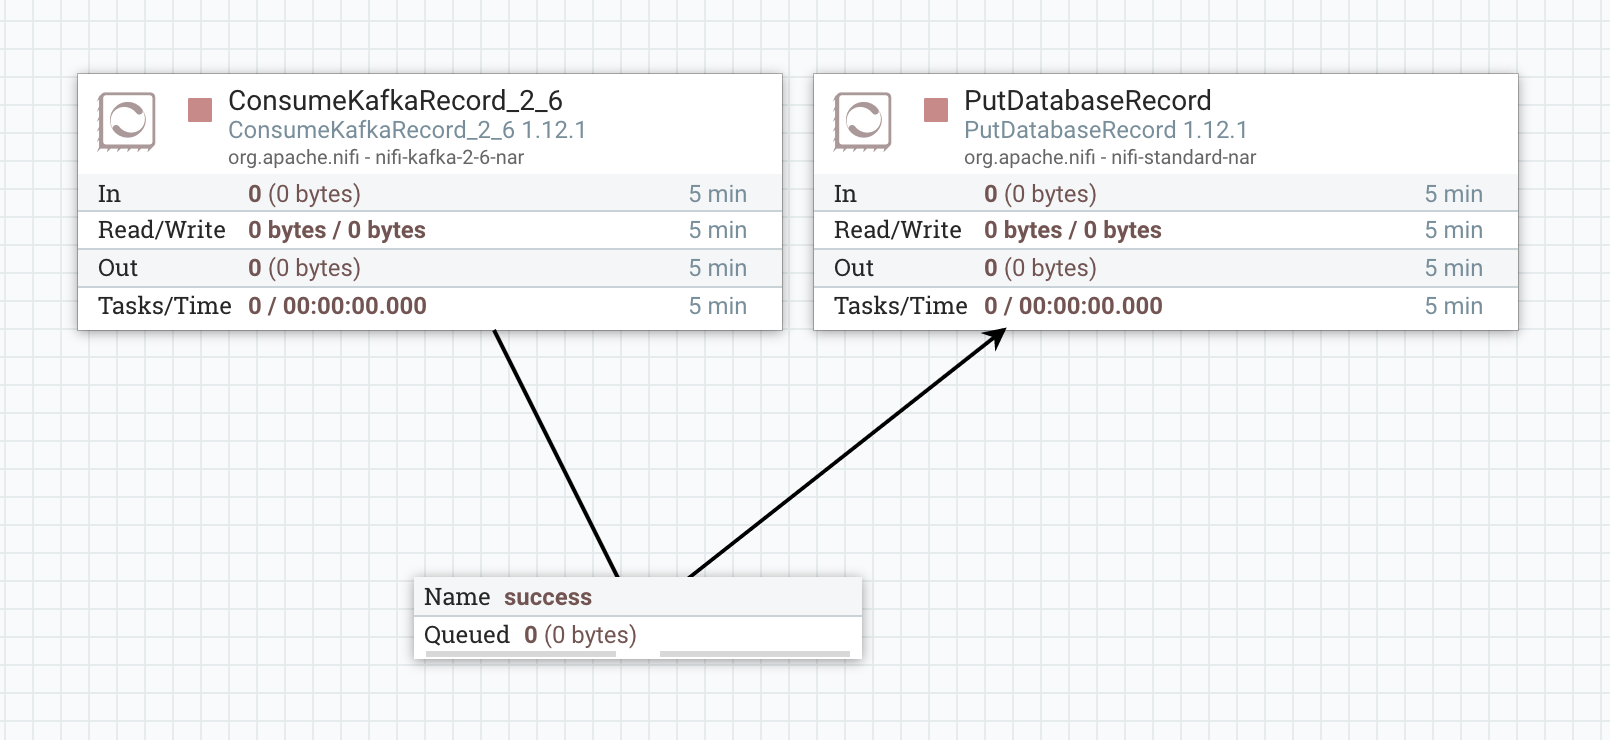 ConsumeKafkaRecord_2_6
ConsumeKafkaRecord_2_6 1.12.1
org.apache.nifi - nifi-kafka-2-6-nar
In 0 (0 bytes) 5 min
Read/Write 0 bytes / 0 bytes 5 min
Out 0 (0 bytes) 5 min
Tasks/Time 0 / 00:00:00.000 5 min
PutDatabaseRecord
PutDatabaseRecord 1.12.1
org.apache.nifi - nifi-standard-nar
In 0 (0 bytes) 5 min
Read/Write 0 bytes / 0 bytes 5 min
Out 0 (0 bytes) 5 min
Tasks/Time 0 / 00:00:00.000 5 min
Name success
Queued 0 (0 bytes)